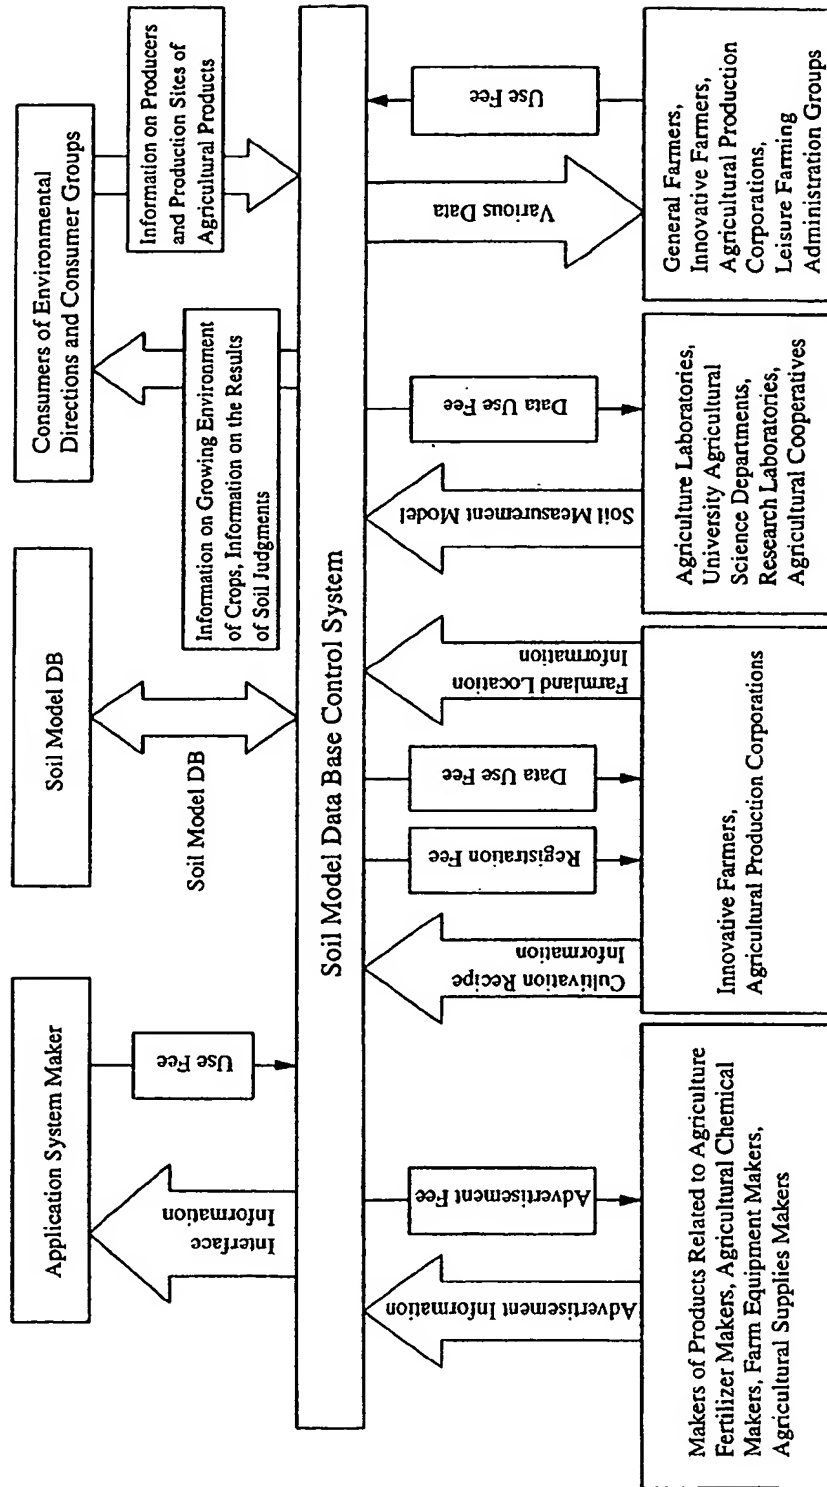 Application System Maker
Soil Model DB
Consumers of Environmental
Directions and Consumer Groups
Interface
Information
Use Fee
Soil Model DB
Information on Growing Environment
of Crops, Information on the Results
of Soil Judgments
Information on Producers
and Production Sites of
Agricultural Products
Soil Model Data Base Control System
Advertisement Information
Advertisement Fee
Cultivation Recipe
Information
Registration Fee
Data Use Fee
Farmland Location
Information
Soil Measurement Model
Data Use Fee
Various Data
Use Fee
Makers of Products Related to Agriculture
Fertilizer Makers, Agricultural Chemical
Makers, Farm Equipment Makers,
Agricultural Supplies Makers
Innovative Farmers,
Agricultural Production Corporations
Agriculture Laboratories,
University Agricultural
Science Departments,
Research Laboratories,
Agricultural Cooperatives
General Farmers,
Innovative Farmers,
Agricultural Production
Corporations,
Leisure Farming
Administration Groups